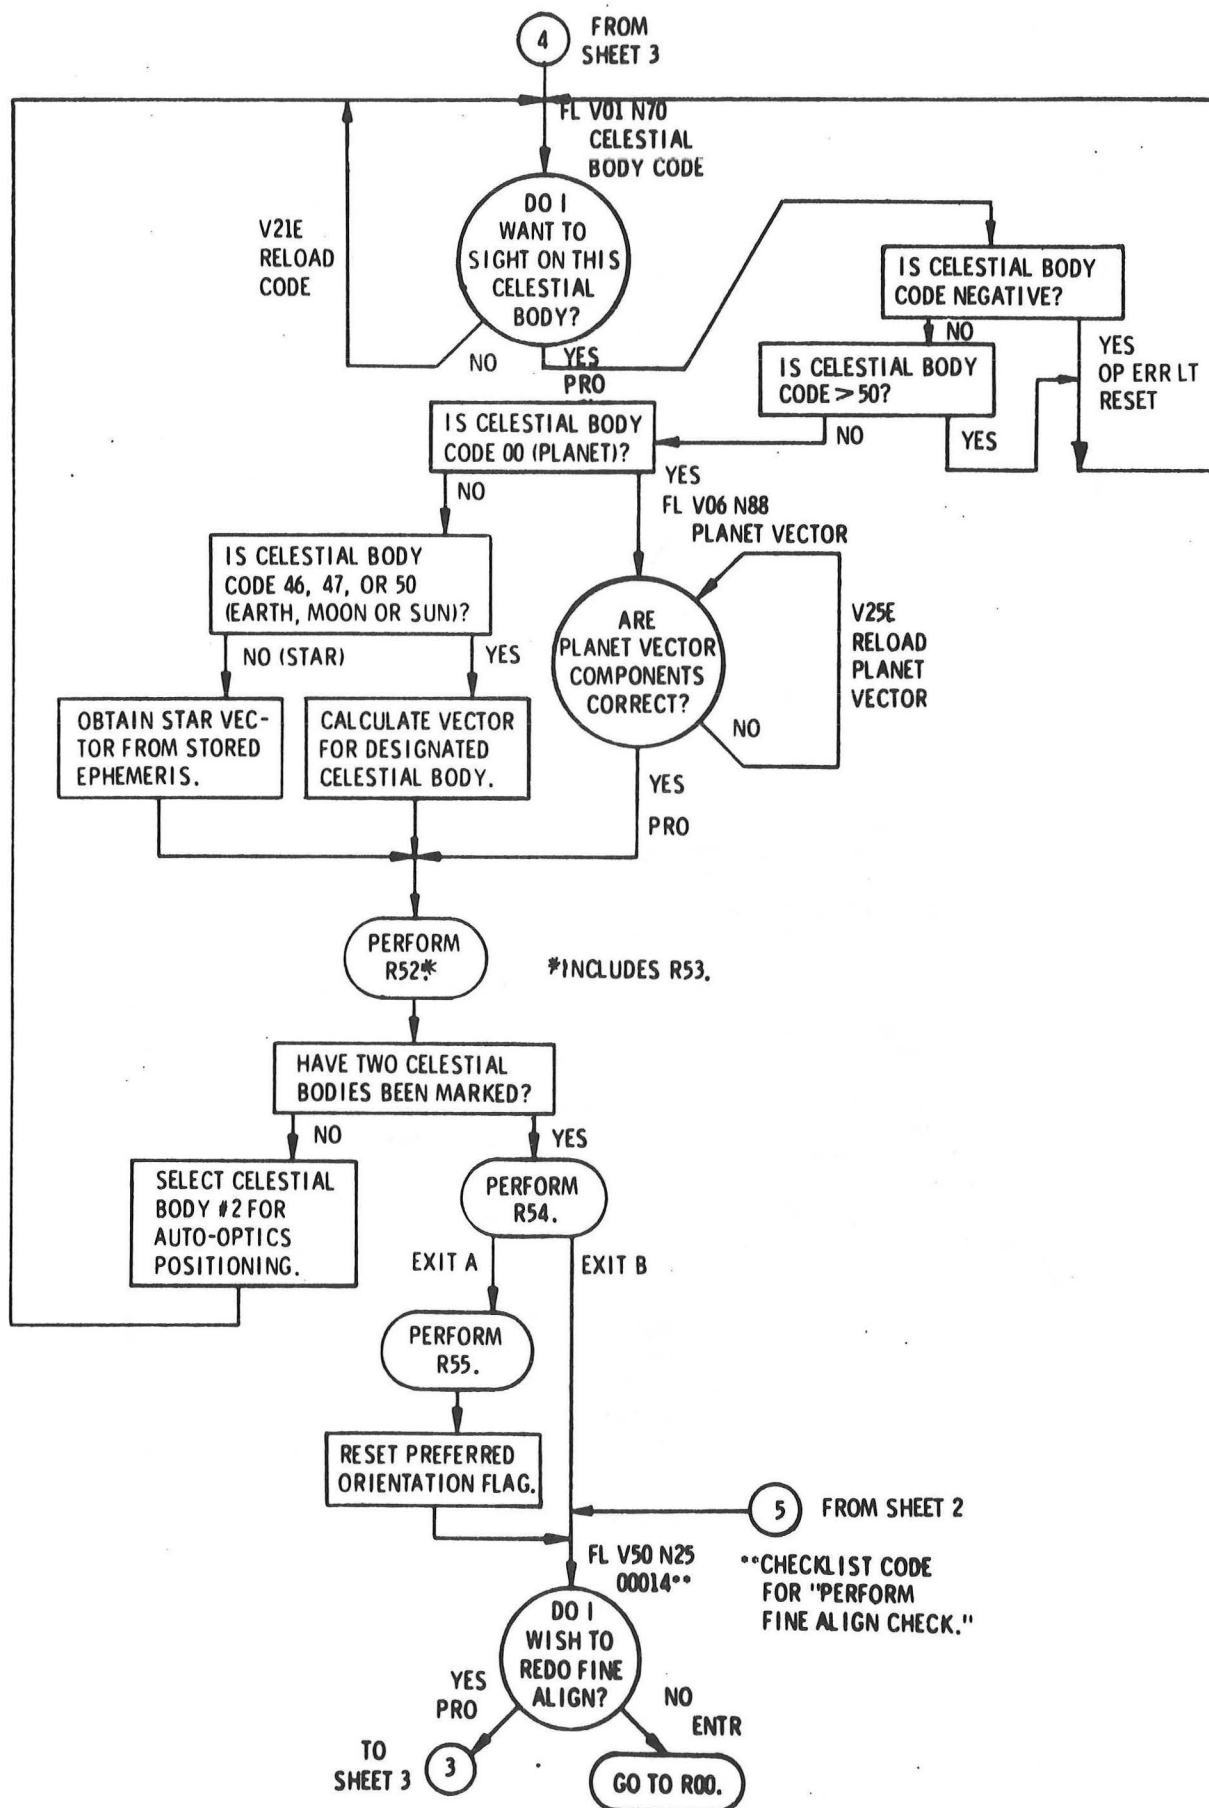 4
FROM
SHEET 3
FL V01 N70
CELESTIAL
BODY CODE
DO I
WANT TO
SIGHT ON THIS
CELESTIAL
BODY?
V21E
RELOAD
CODE
NO
YES
PRO
IS CELESTIAL BODY
CODE NEGATIVE?
NO
YES
OP ERR LT
RESET
IS CELESTIAL BODY
CODE > 50?
NO
YES
IS CELESTIAL BODY
CODE 00 (PLANET)?
NO
YES
FL V06 N88
PLANET VECTOR
IS CELESTIAL BODY
CODE 46, 47, OR 50
(EARTH, MOON OR SUN)?
NO (STAR)
YES
ARE
PLANET VECTOR
COMPONENTS
CORRECT?
V25E
RELOAD
PLANET
VECTOR
NO
YES
PRO
OBTAIN STAR VEC-
TOR FROM STORED
EPHEMERIS.
CALCULATE VECTOR
FOR DESIGNATED
CELESTIAL BODY.
PERFORM
R52.*
*INCLUDES R53.
HAVE TWO CELESTIAL
BODIES BEEN MARKED?
NO
YES
SELECT CELESTIAL
BODY #2 FOR
AUTO-OPTICS
POSITIONING.
PERFORM
R54.
EXIT A
EXIT B
PERFORM
R55.
RESET PREFERRED
ORIENTATION FLAG.
5
FROM SHEET 2
FL V50 N25
00014**
**CHECKLIST CODE
FOR "PERFORM
FINE ALIGN CHECK."
DO I
WISH TO
REDO FINE
ALIGN?
YES
PRO
NO
ENTR
TO
SHEET 3
3
GO TO R00.